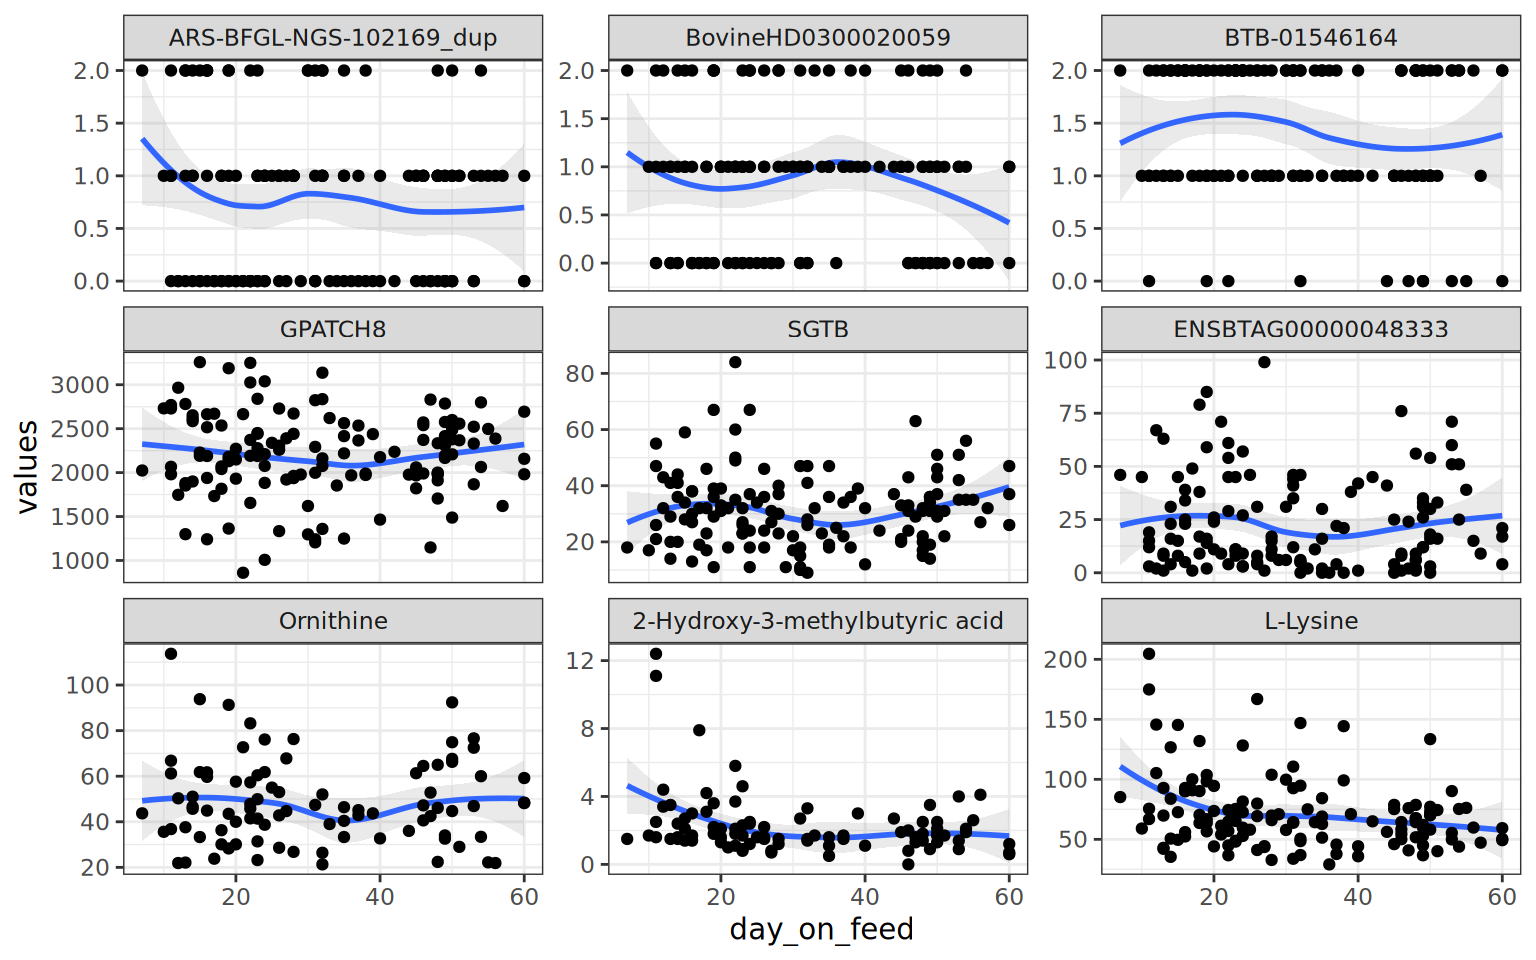 ARS-BFGL-NGS-102169_dup BovineHD0300020059 BTB-01546164
2.0 2.0 2.0
1.5 1.5 1.5
1.0 1.0 1.0
0.5 0.5 0.5
0.0 0.0 0.0
GPATCH8 SGTB ENSBTAG00000048333
3000 80 100
2500 60 75
2000 40 50
1500 20 25
1000 0
values
Ornithine 2-Hydroxy-3-methylbutyric acid L-Lysine
100 12 200
80 8 150
60 4 100
40 0 50
20
20 40 60 20 40 60 20 40 60
day_on_feed